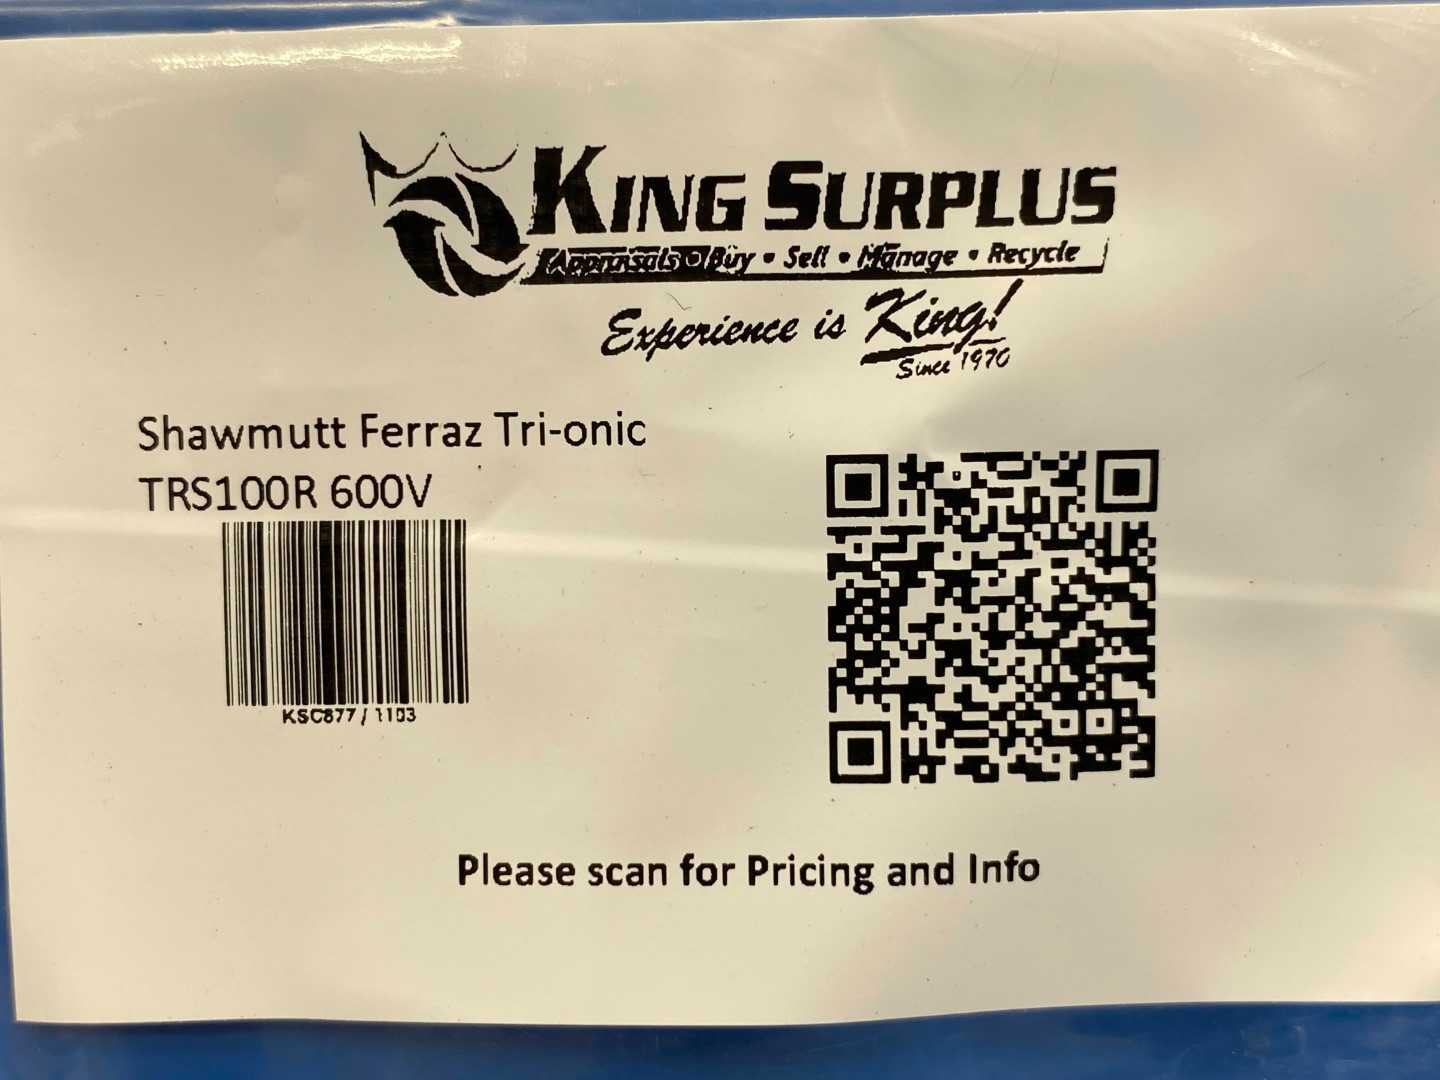 KING SURPLUS
Appraisals • Buy • Sell • Manage • Recycle
Experience is King!
Since 1970
Shawmutt Ferraz Tri-onic
TRS100R 600V
KSC877 / 1103
Please scan for Pricing and Info